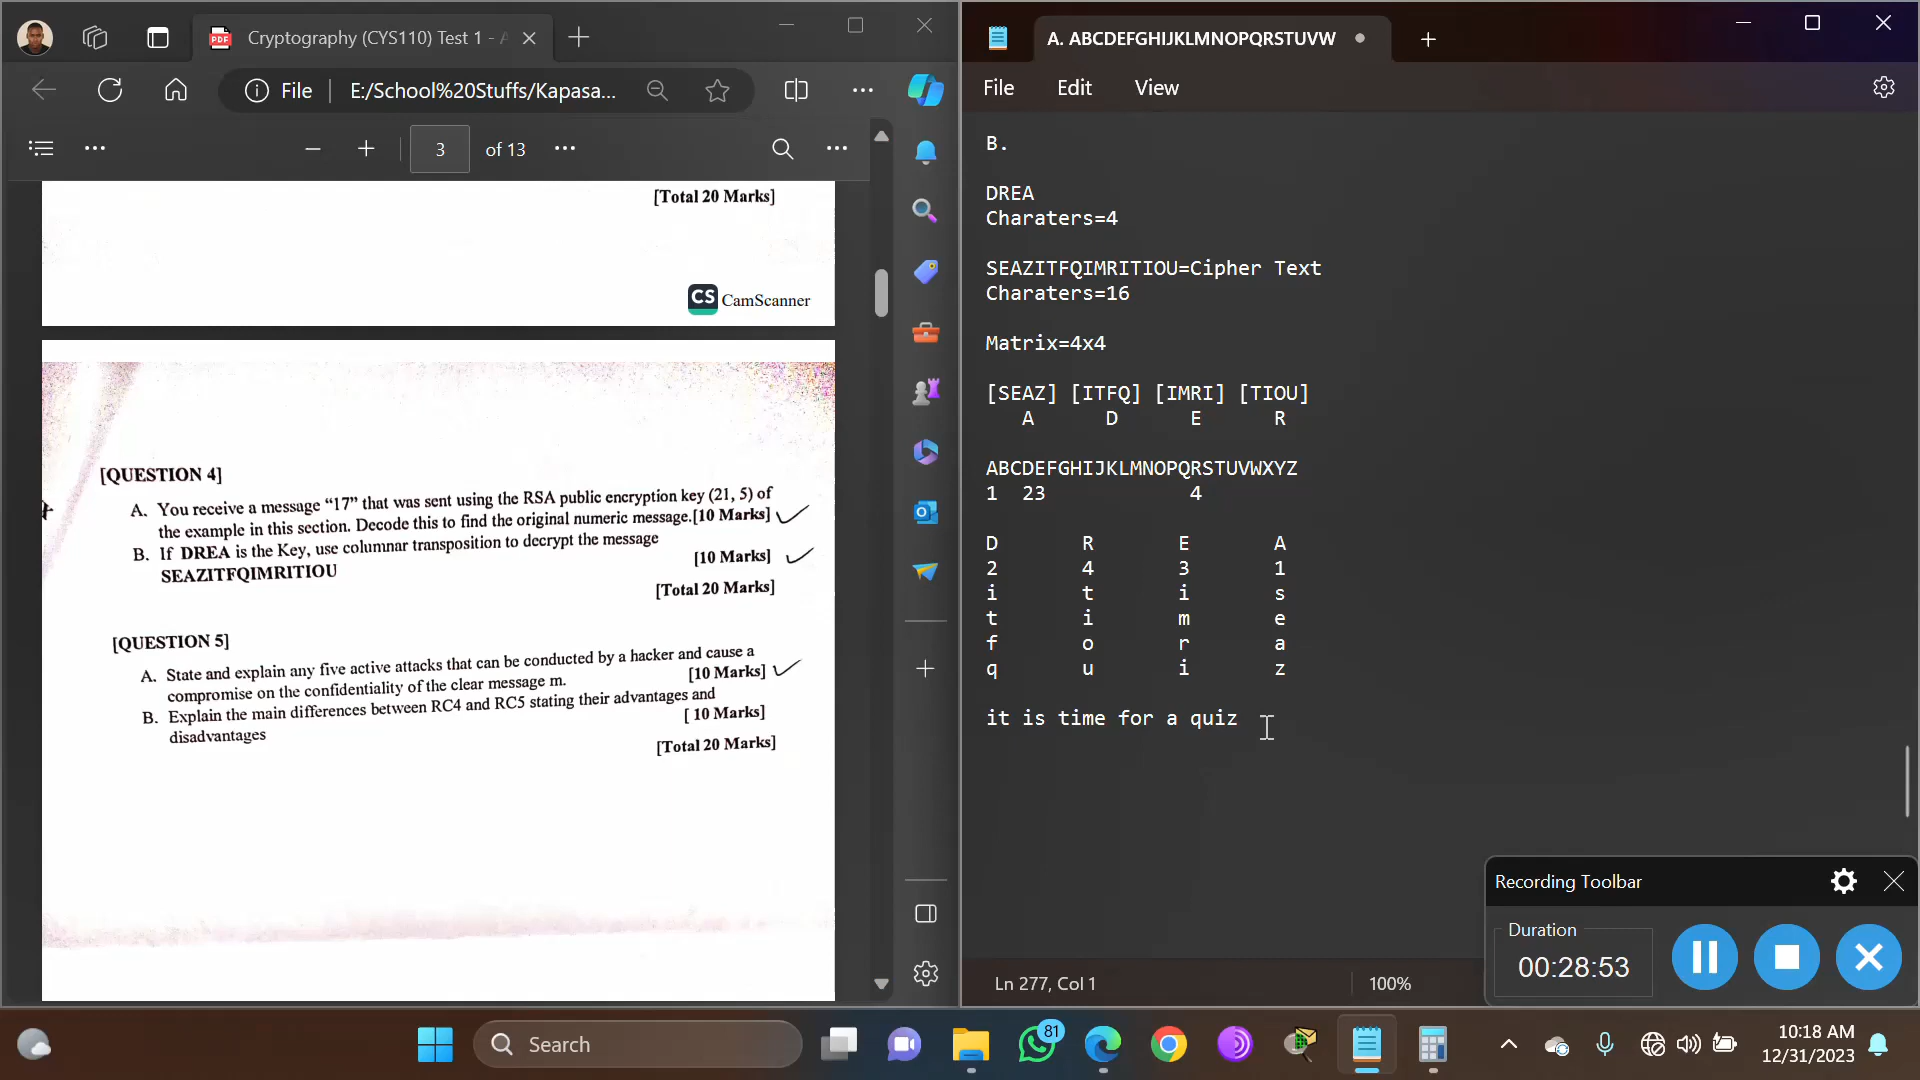 Cryptography (CYS110) Test 1 - A
File
E:/School%20Stuffs/Kapasa...
3
of 13
[Total 20 Marks]
CS CamScanner
[QUESTION 4]
A. You receive a message “17” that was sent using the RSA public encryption key (21, 5) of
the example in this section. Decode this to find the original numeric message.[10 Marks]
B. If DREA is the Key, use columnar transposition to decrypt the message
SEAZITFQIMRITIOU
[10 Marks]
[Total 20 Marks]
[QUESTION 5]
A. State and explain any five active attacks that can be conducted by a hacker and cause a
compromise on the confidentiality of the clear message m.
[10 Marks]
B. Explain the main differences between RC4 and RC5 stating their advantages and
disadvantages
[ 10 Marks]
[Total 20 Marks]
A. ABCDEFGHIJKLMNOPQRSTUVW
File Edit View
B.
DREA
Charaters=4
SEAZITFQIMRITIOU=Cipher Text
Charaters=16
Matrix=4x4
[SEAZ] [ITFQ] [IMRI] [TIOU]
A D E R
ABCDEFGHIJKLMNOPQRSTUVWXYZ
1 23 4
D R E A
2 4 3 1
i t i s
t i m e
f o r a
q u i z
it is time for a quiz
Ln 277, Col 1
100%
Recording Toolbar
Duration
00:28:53
Search
81
10:18 AM
12/31/2023